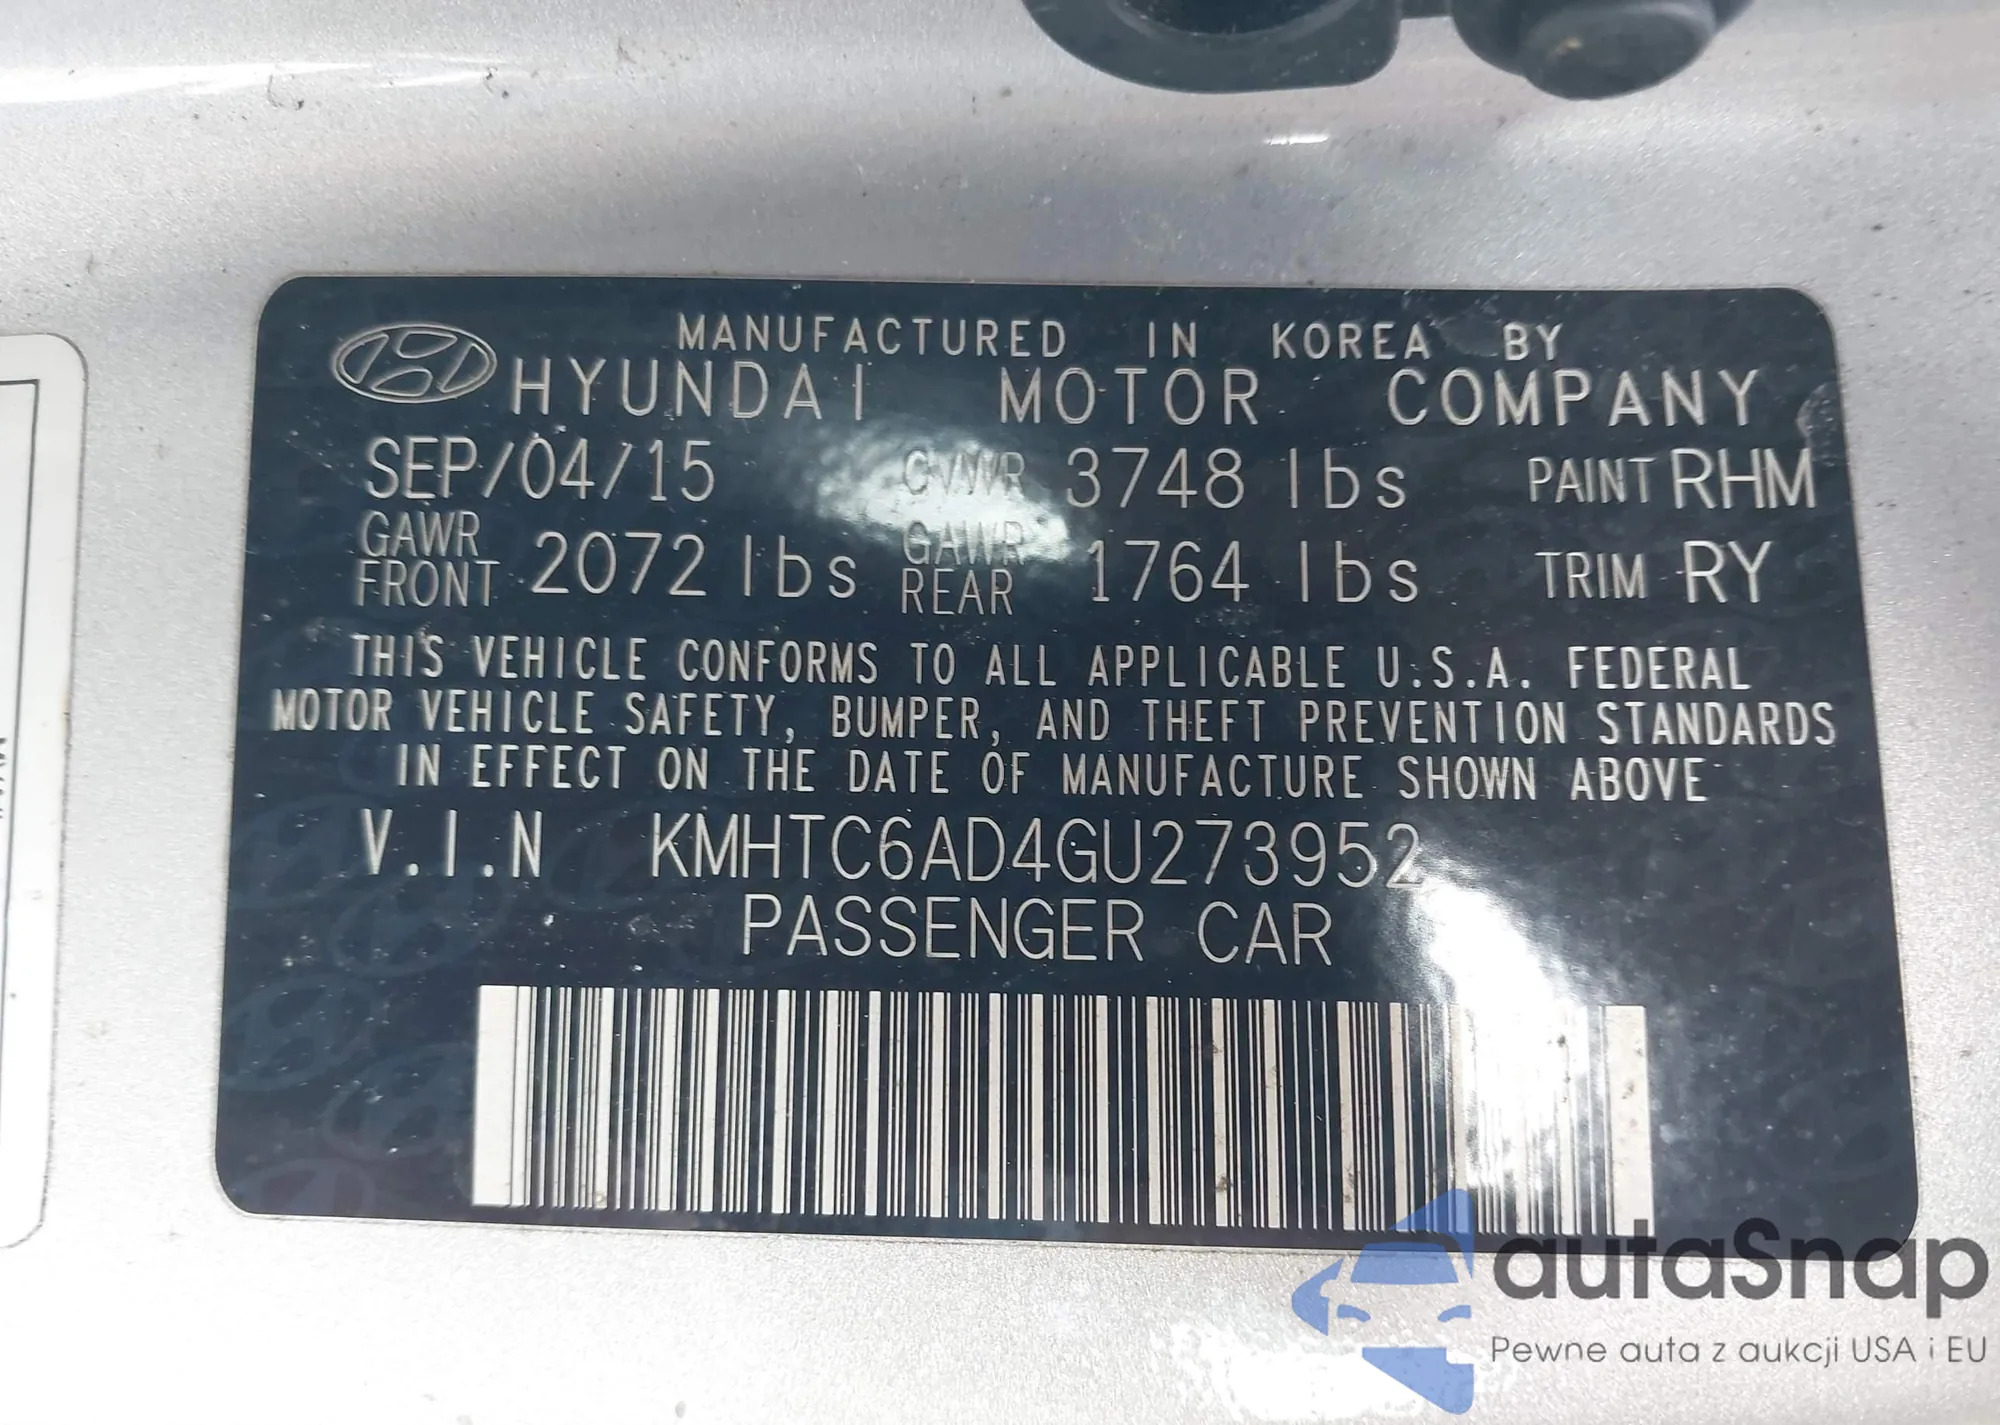 MANUFACTURED IN KOREA BY
HYUNDAI MOTOR COMPANY
SEP/04/15 GVWR 3748 lbs PAINT RHM
GAWR FRONT 2072 lbs GAWR REAR 1764 lbs TRIM RY
THIS VEHICLE CONFORMS TO ALL APPLICABLE U.S.A. FEDERAL
MOTOR VEHICLE SAFETY, BUMPER, AND THEFT PREVENTION STANDARDS
IN EFFECT ON THE DATE OF MANUFACTURE SHOWN ABOVE
V.I.N KMHTC6AD4GU273952
PASSENGER CAR
autaSnap
Pewne auta z aukcji USA i EU